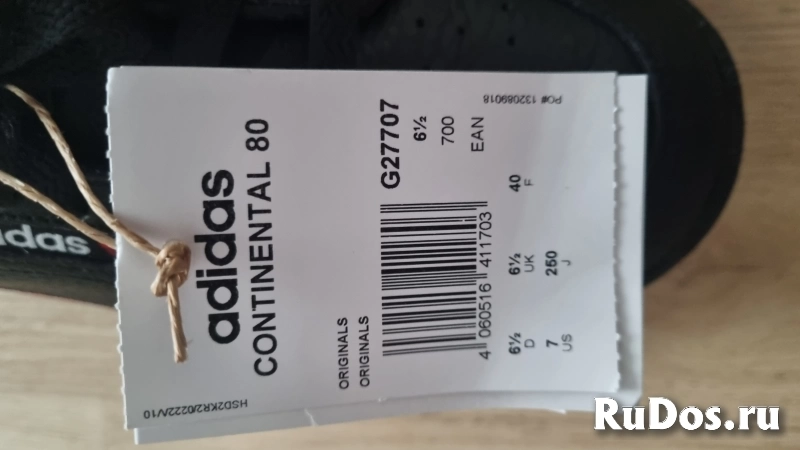 adidas
CONTINENTAL 80
ORIGINALS
ORIGINALS
G27707
6½
700
EAN
4 060516 411703
6½ 6½ 40
D UK F
7 250
US J
HSD2KR2/0222/V10
PO# 132089018
adidas
RuDos.ru